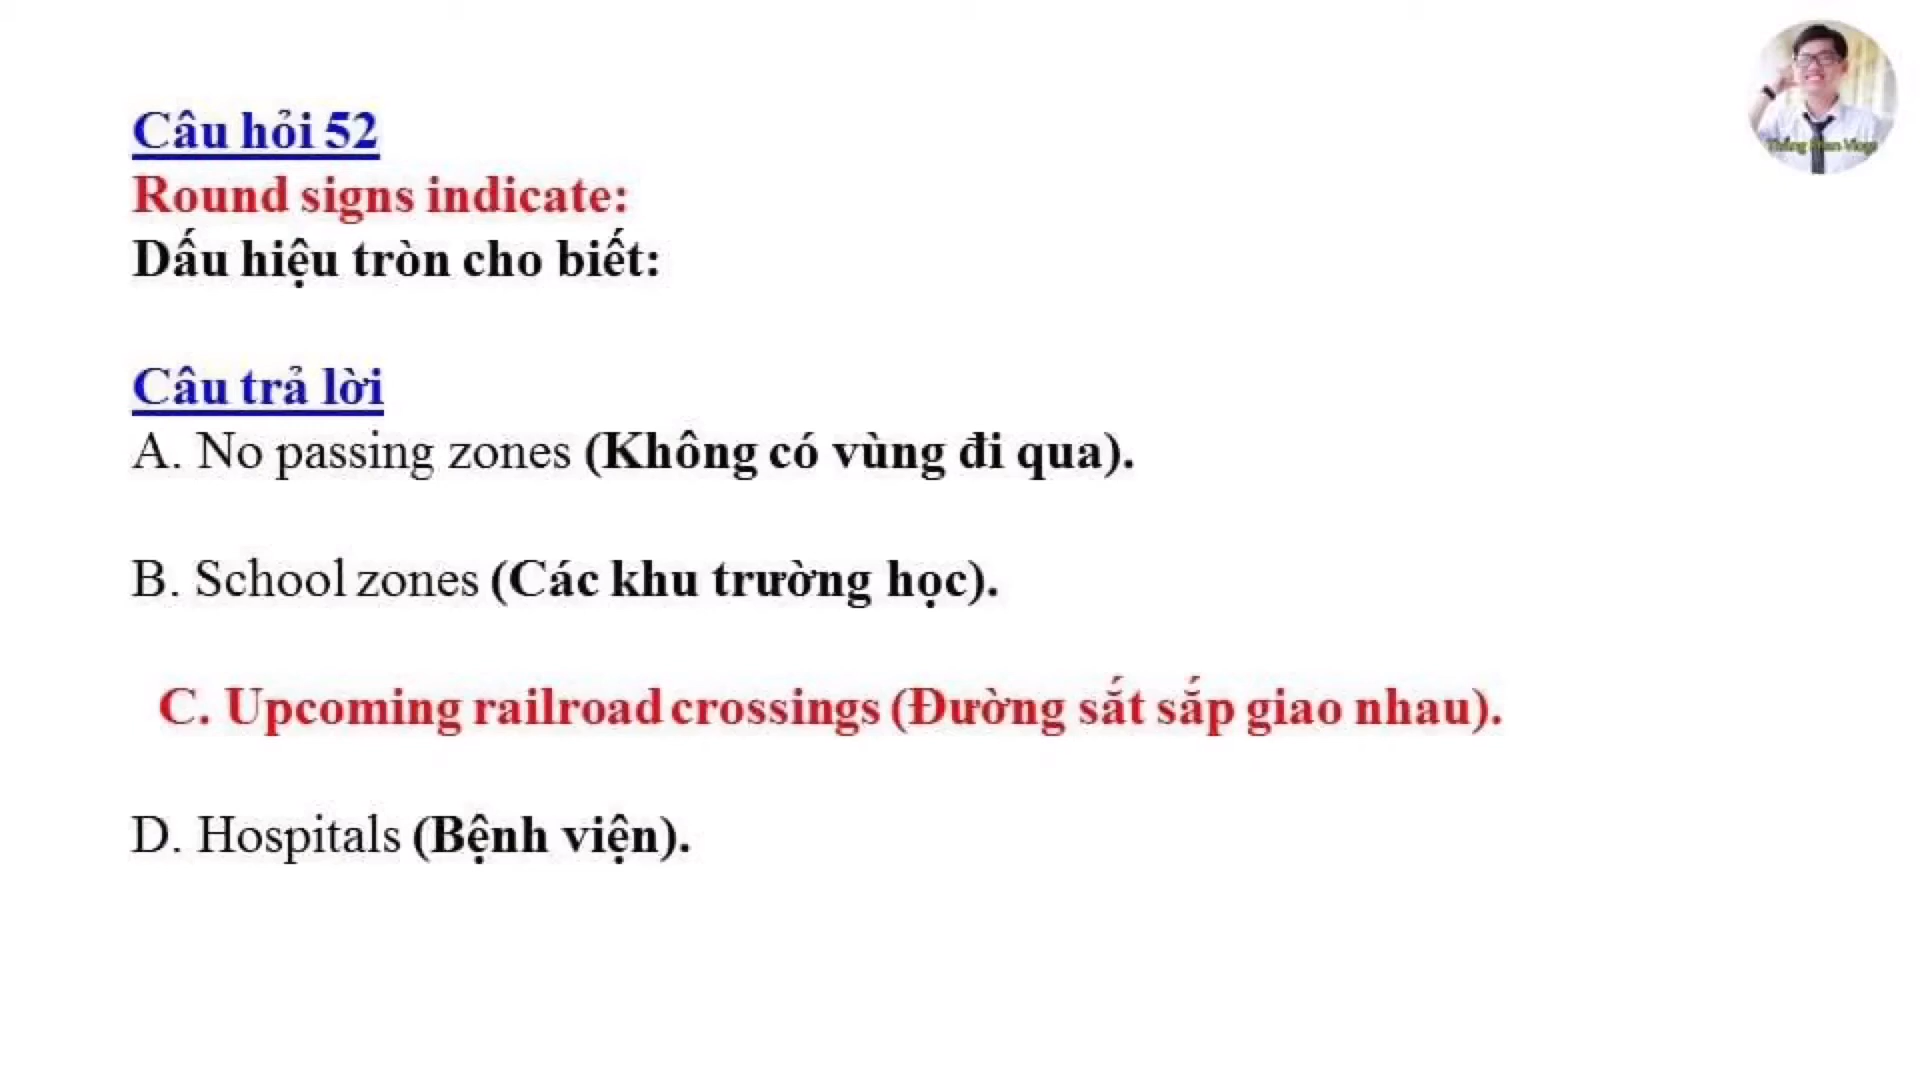 Câu hỏi 52
Round signs indicate:
Dấu hiệu tròn cho biết:
Câu trả lời
A. No passing zones (Không có vùng đi qua).
B. School zones (Các khu trường học).
C. Upcoming railroad crossings (Đường sắt sắp giao nhau).
D. Hospitals (Bệnh viện).